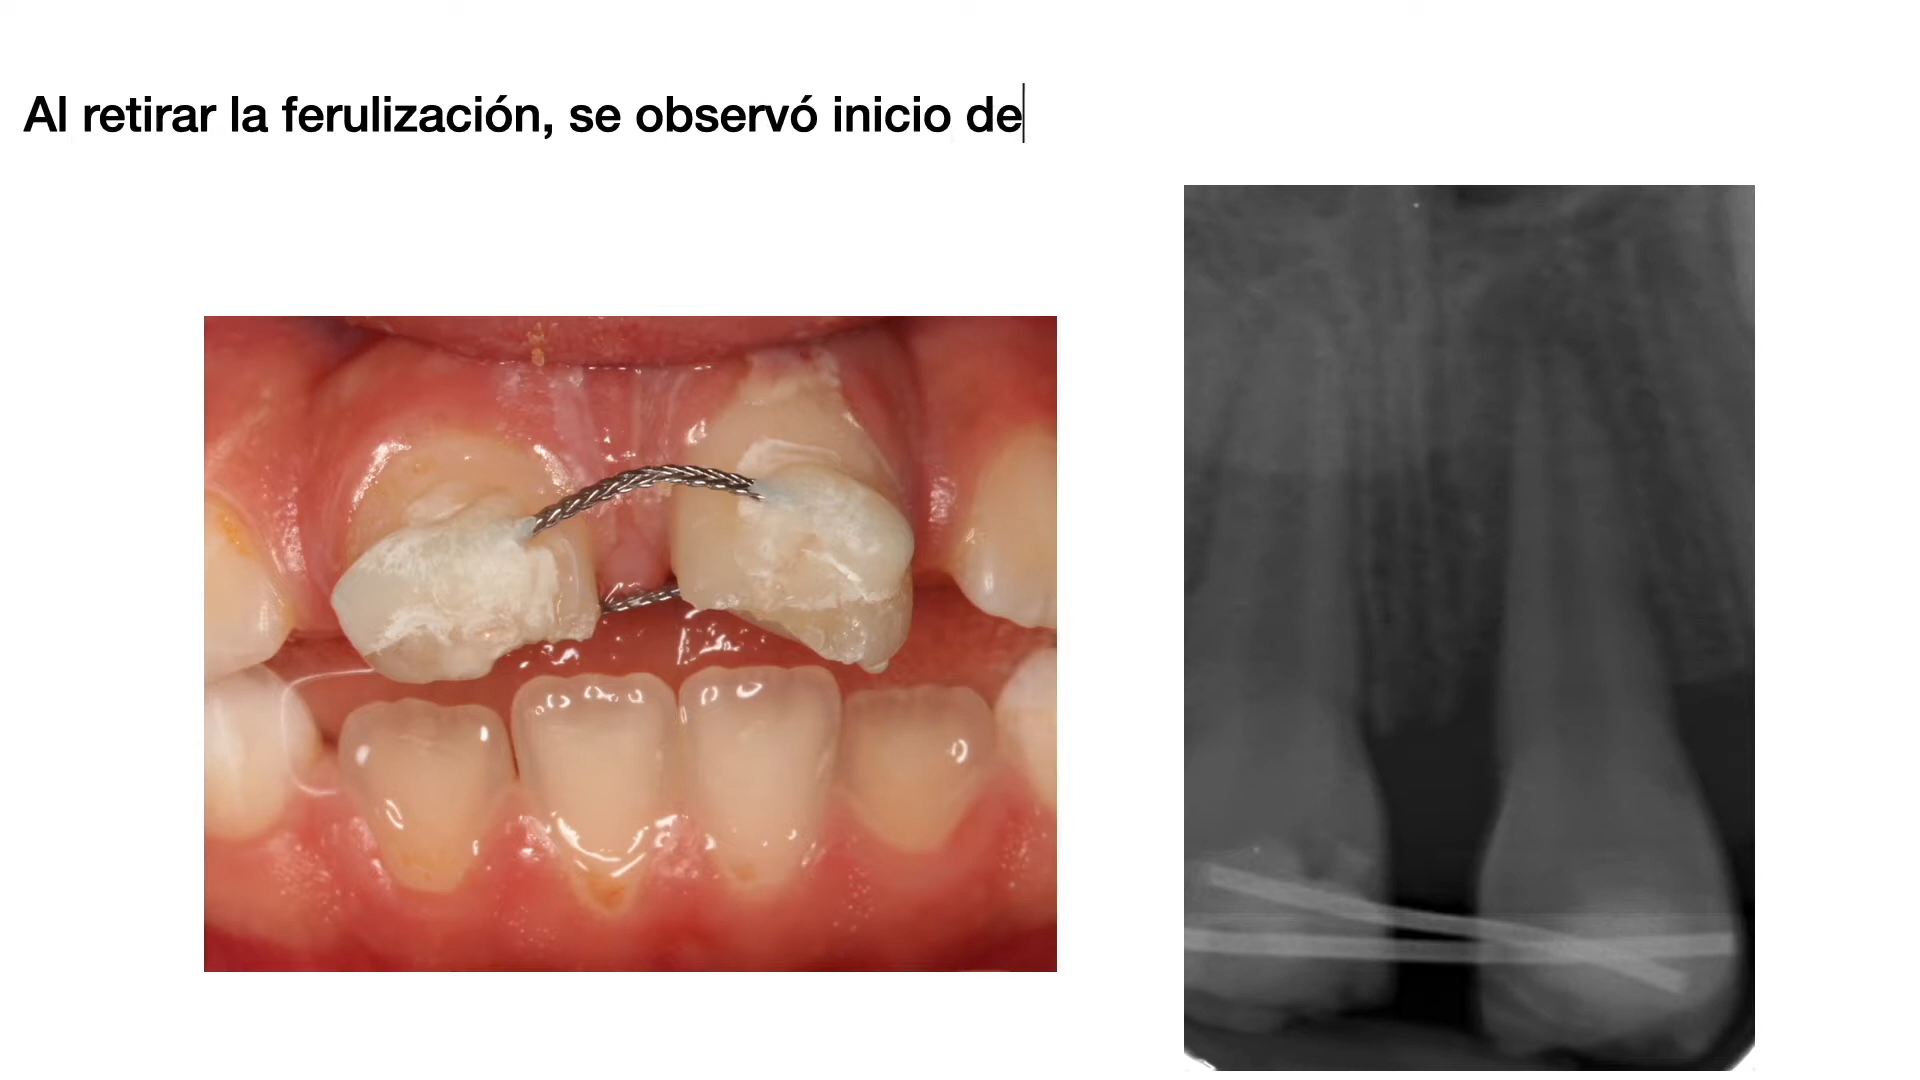 Al retirar la ferulización, se observó inicio de